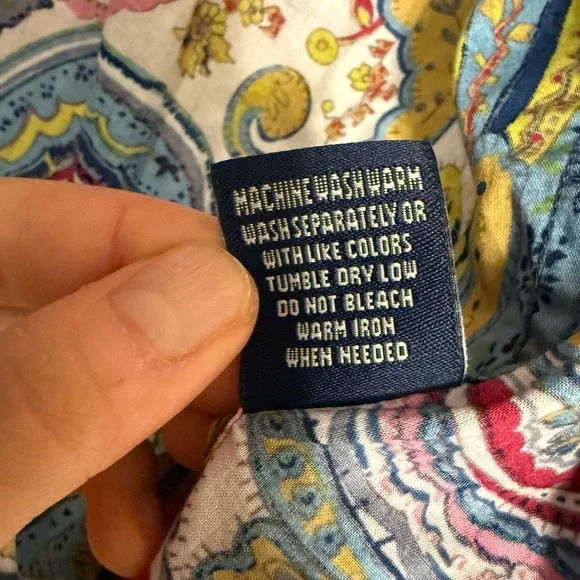 MACHINE WASH WARM
WASH SEPARATELY OR
WITH LIKE COLORS
TUMBLE DRY LOW
DO NOT BLEACH
WARM IRON
WHEN NEEDED